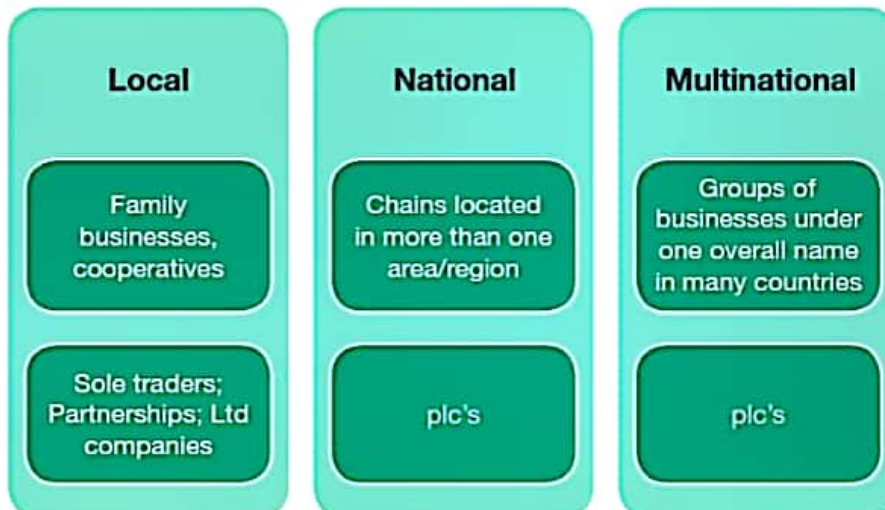 Local
Family
businesses,
cooperatives
Sole traders;
Partnerships; Ltd
companies
National
Chains located
in more than one
area/region
plc's
Multinational
Groups of
businesses under
one overall name
in many countries
plc's